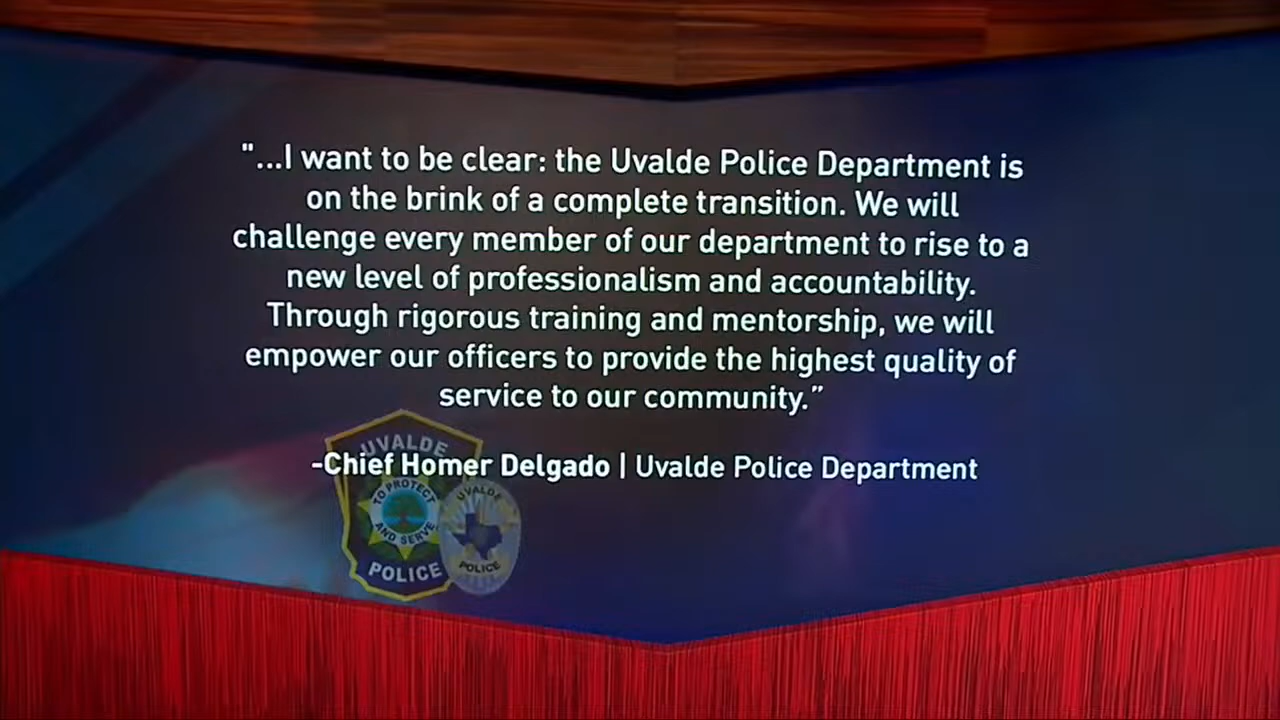 "...I want to be clear: the Uvalde Police Department is
on the brink of a complete transition. We will
challenge every member of our department to rise to a
new level of professionalism and accountability.
Through rigorous training and mentorship, we will
empower our officers to provide the highest quality of
service to our community.”
-Chief Homer Delgado | Uvalde Police Department
UVALDE
TO PROTECT
AND SERVE
POLICE
UVALDE
POLICE